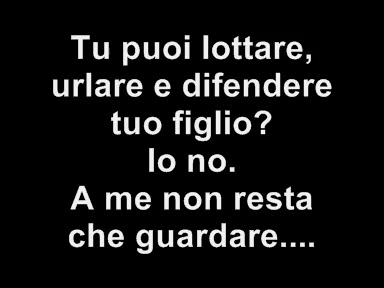 Tu puoi lottare,
urlare e difendere
tuo figlio?
Io no.
A me non resta
che guardare....